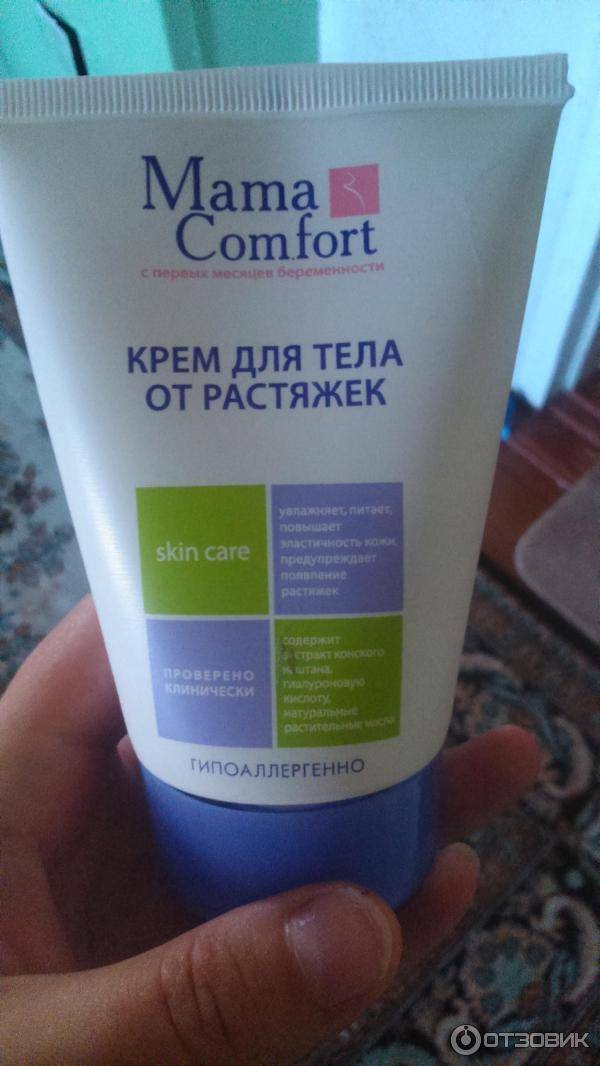 Mama
Comfort
с первых месяцев беременности
КРЕМ ДЛЯ ТЕЛА
ОТ РАСТЯЖЕК
skin care
увлажняет, питает,
повышает
эластичность кожи,
предупреждает
появление
растяжек
ПРОВЕРЕНО
КЛИНИЧЕСКИ
содержит
конского
гиалуроновую
кислоту,
натуральные
растительные масла
ГИПОАЛЛЕРГЕННО
ОТЗОВИК